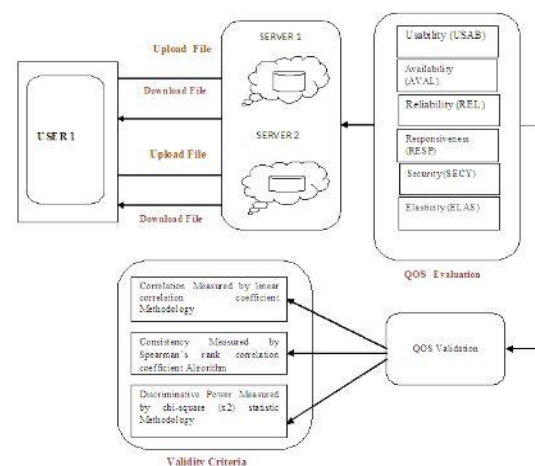 USER 1
Upload File
Download File
Upload File
Download File
SERVER 1
SERVER 2
Usability (USAB)
Availability
(AVAL)
Reliability (REL)
Responsiveness
(RESP)
Security(SECY)
Elasticity (ELAS)
QOS Evaluation
Correlation Measured by linear
correlation coefficient
Methodology
Consistency Measured by
Spearman's rank correlation
coefficient Algorithm
Discriminative Power Measured
by chi-square (x2) statistic
Methodology
Validity Criteria
QOS Validation